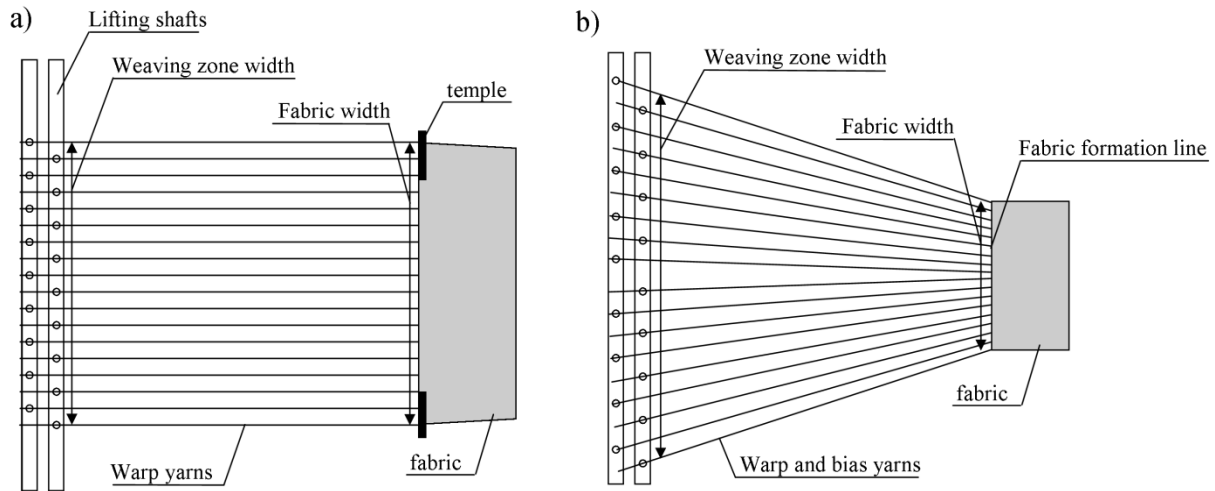 a)
Lifting shafts
Weaving zone width
temple
Fabric width
Warp yarns
fabric
b)
Weaving zone width
Fabric width
Fabric formation line
fabric
Warp and bias yarns